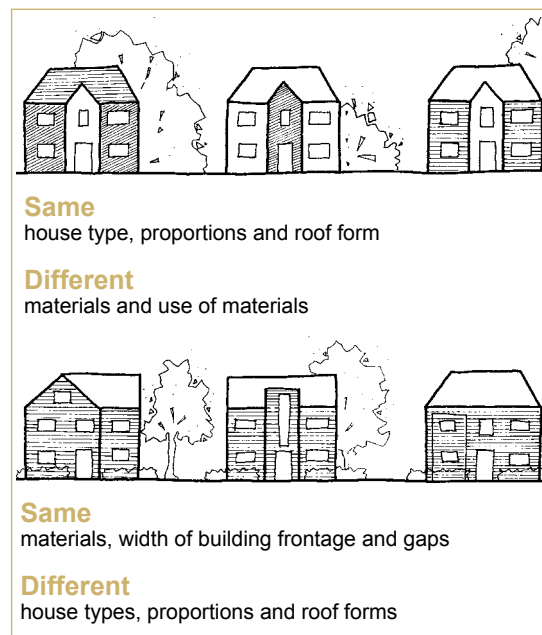 Same
house type, proportions and roof form
Different
materials and use of materials
Same
materials, width of building frontage and gaps
Different
house types, proportions and roof forms